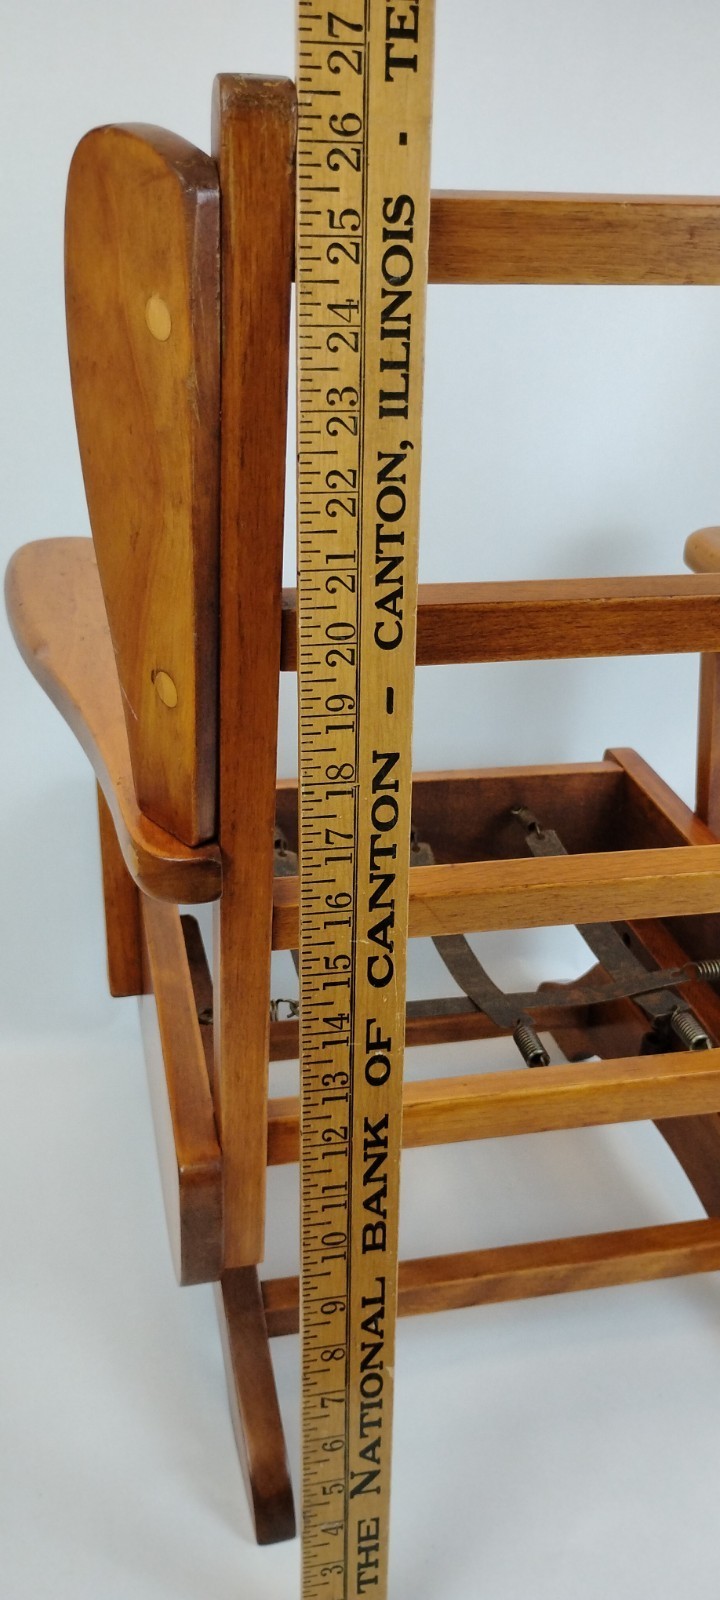 3 4 5 6 7 8 9 10 11 12 13 14 15 16 17 18 19 20 21 22 23 24 25 26 27
THE NATIONAL BANK OF CANTON – CANTON, ILLINOIS ·